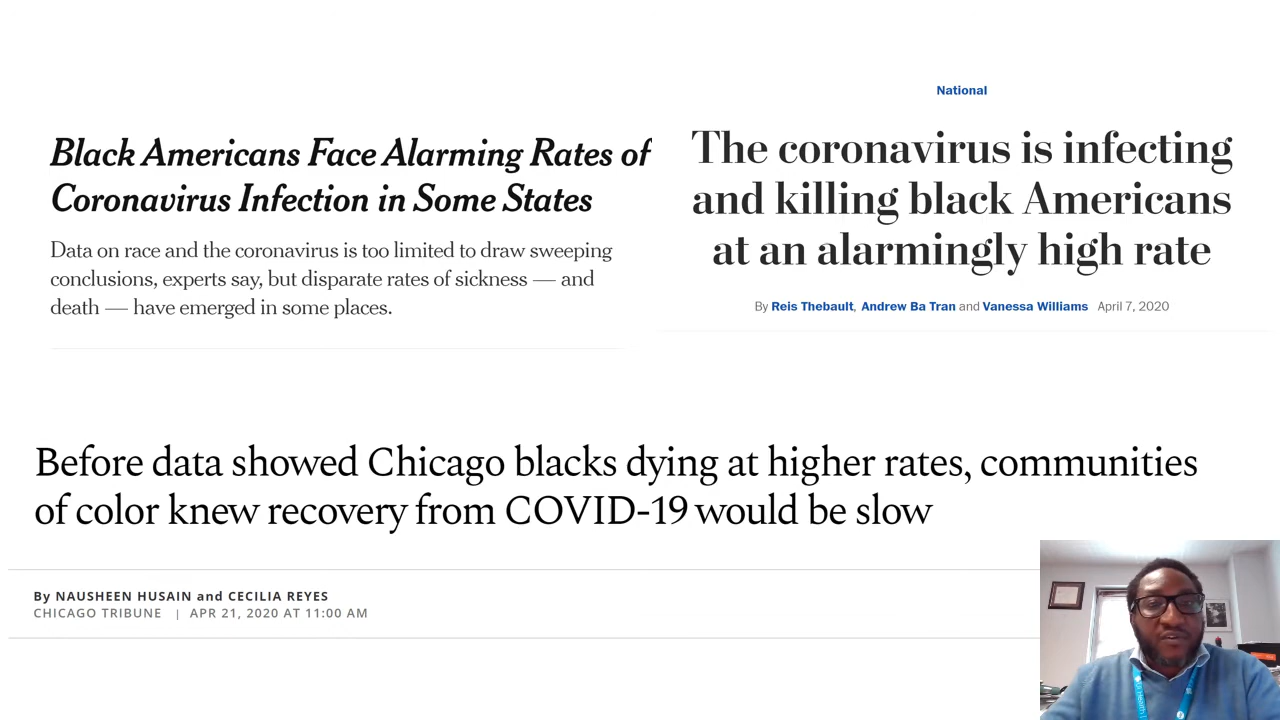 Black Americans Face Alarming Rates of
Coronavirus Infection in Some States
Data on race and the coronavirus is too limited to draw sweeping
conclusions, experts say, but disparate rates of sickness — and
death — have emerged in some places.
National
The coronavirus is infecting
and killing black Americans
at an alarmingly high rate
By Reis Thebault, Andrew Ba Tran and Vanessa Williams April 7, 2020
Before data showed Chicago blacks dying at higher rates, communities
of color knew recovery from COVID-19 would be slow
By NAUSHEEN HUSAIN and CECILIA REYES
CHICAGO TRIBUNE | APR 21, 2020 AT 11:00 AM
Health